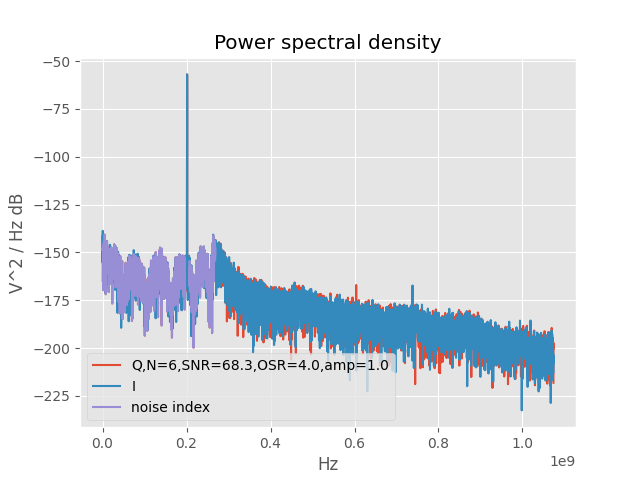 Power spectral density
V^2 / Hz dB
−50
−75
−100
−125
−150
−175
−200
−225
Q,N=6,SNR=68.3,OSR=4.0,amp=1.0
I
noise index
0.0 0.2 0.4 0.6 0.8 1.0
1e9
Hz